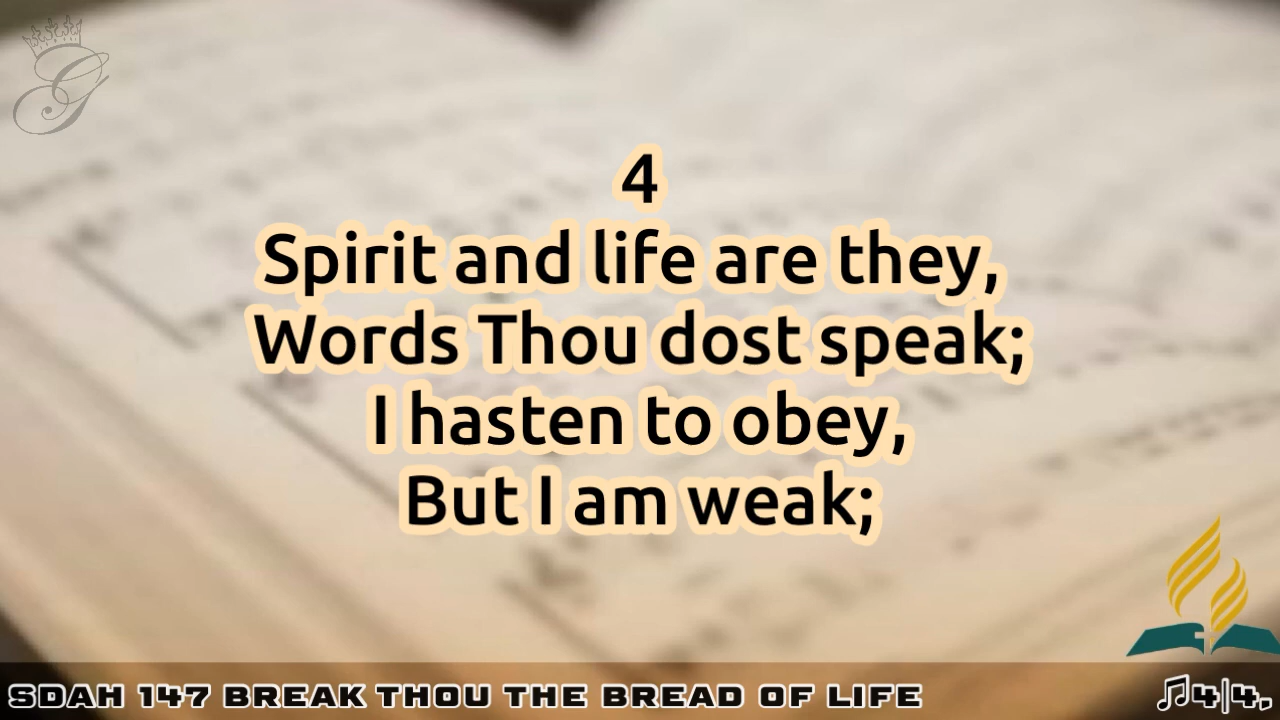 G
4
Spirit and life are they,
Words Thou dost speak;
I hasten to obey,
But I am weak;
SDAH 147 BREAK THOU THE BREAD OF LIFE
♫4|4.